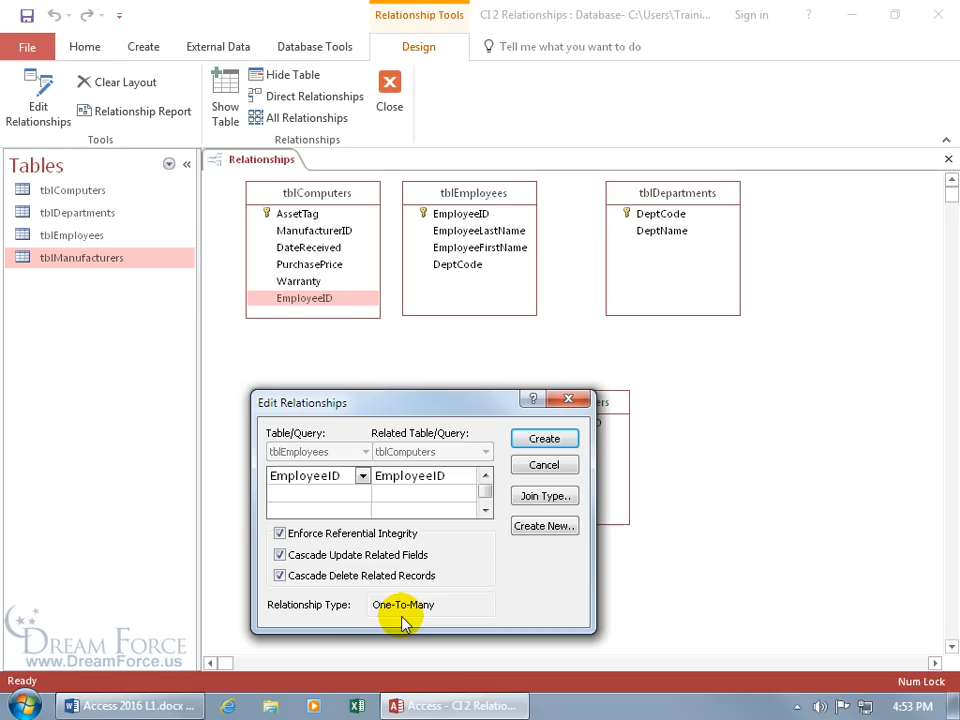 Relationship Tools
CI 2 Relationships : Database- C:\Users\Traini...
Sign in
?
File
Home
Create
External Data
Database Tools
Design
Tell me what you want to do
Edit
Relationships
Clear Layout
Relationship Report
Tools
Show
Table
Hide Table
Direct Relationships
All Relationships
Relationships
Close
Tables
tblComputers
tblDepartments
tblEmployees
tblManufacturers
Relationships
tblComputers
AssetTag
ManufacturerID
DateReceived
PurchasePrice
Warranty
EmployeeID
tblEmployees
EmployeeID
EmployeeLastName
EmployeeFirstName
DeptCode
tblDepartments
DeptCode
DeptName
Edit Relationships
?
Table/Query:
Related Table/Query:
tblEmployees
tblComputers
EmployeeID
EmployeeID
Enforce Referential Integrity
Cascade Update Related Fields
Cascade Delete Related Records
Relationship Type:
One-To-Many
Create
Cancel
Join Type..
Create New..
DREAM FORCE
www.DreamForce.us
Ready
Num Lock
Access 2016 L1.docx ...
Access - CI 2 Relatio...
4:53 PM